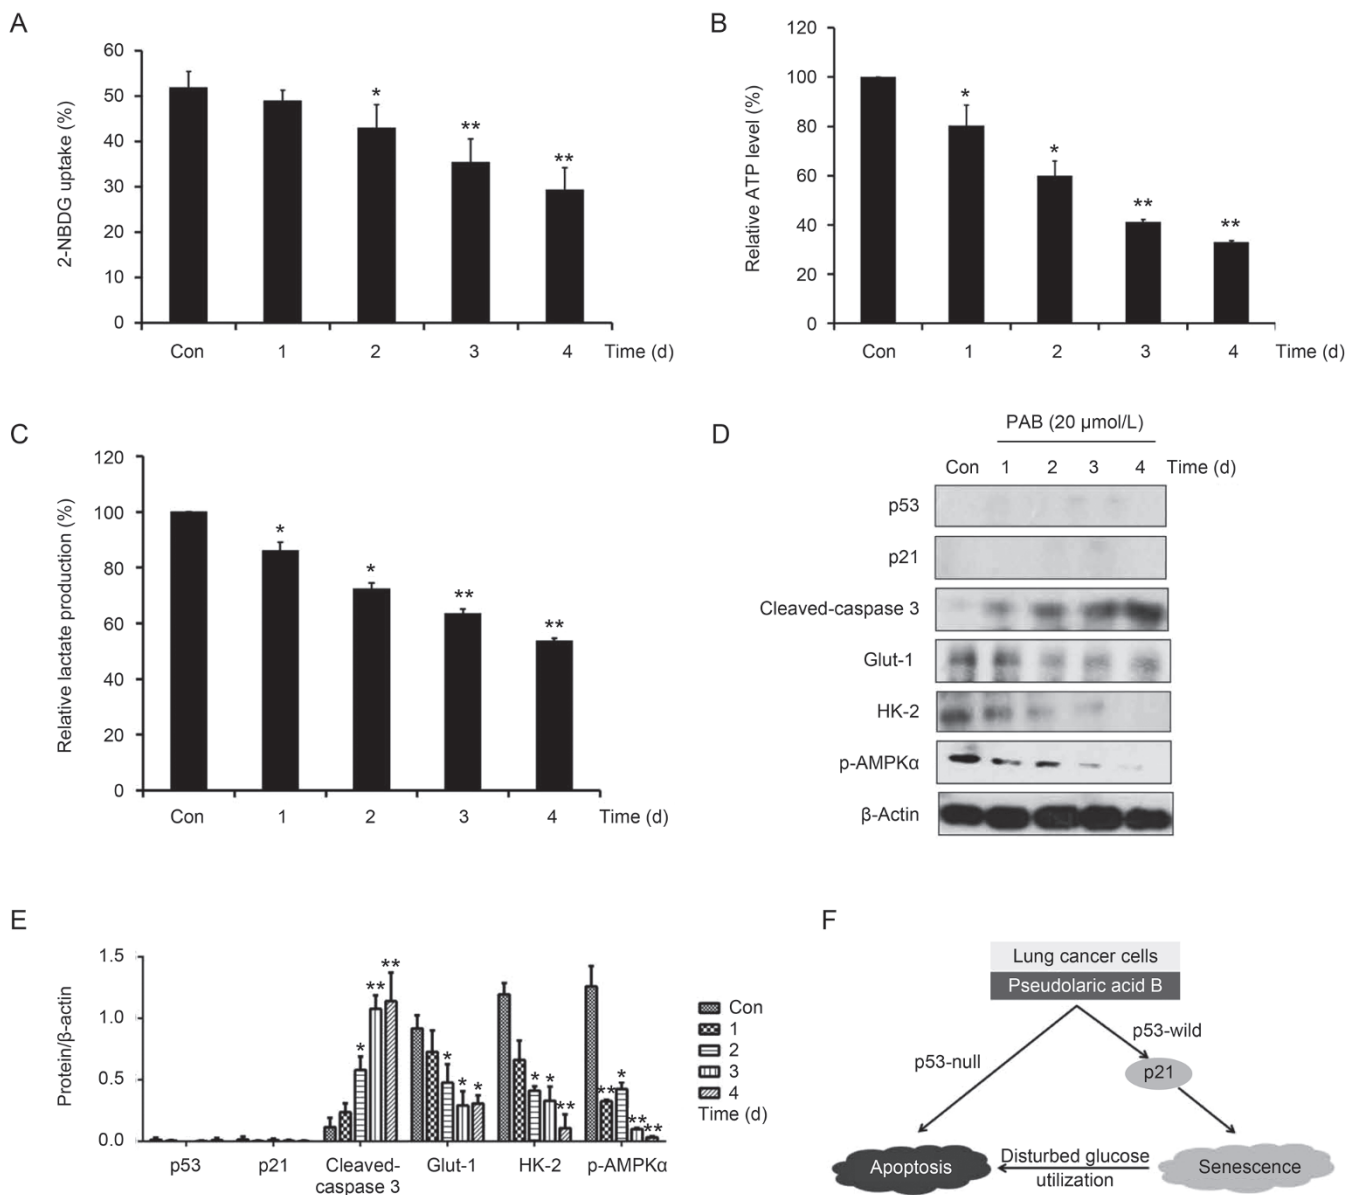 A
2-NBDG uptake (%)
60
50
40
30
20
10
0
*
**
**
Con 1 2 3 4 Time (d)
B
Relative ATP level (%)
120
100
80
60
40
20
0
*
*
**
**
Con 1 2 3 4 Time (d)
C
Relative lactate production (%)
120
100
80
60
40
20
0
*
*
**
**
Con 1 2 3 4 Time (d)
D
PAB (20 µmol/L)
Con 1 2 3 4 Time (d)
p53
p21
Cleaved-caspase 3
Glut-1
HK-2
p-AMPKα
β-Actin
E
Protein/β-actin
1.5
1.0
0.5
0.0
* ** **
* * *
* * **
** * ** **
p53 p21 Cleaved-
caspase 3
Glut-1 HK-2 p-AMPKα
Con
1
2
3
4
Time (d)
F
Lung cancer cells
Pseudolaric acid B
p53-null
p53-wild
p21
Apoptosis
Disturbed glucose
utilization
Senescence